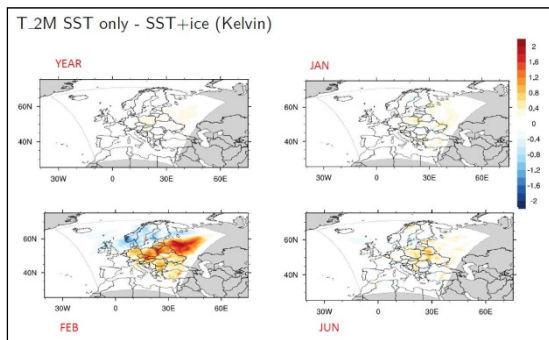 T_2M SST only - SST+ice (Kelvin)
YEAR
JAN
60N
40N
30W 0 30E 60E
60N
40N
30W 0 30E 60E
2
1.6
1.2
0.8
0.4
0
-0.4
-0.8
-1.2
-1.6
-2
60N
40N
30W 0 30E 60E
60N
40N
30W 0 30E 60E
FEB
JUN